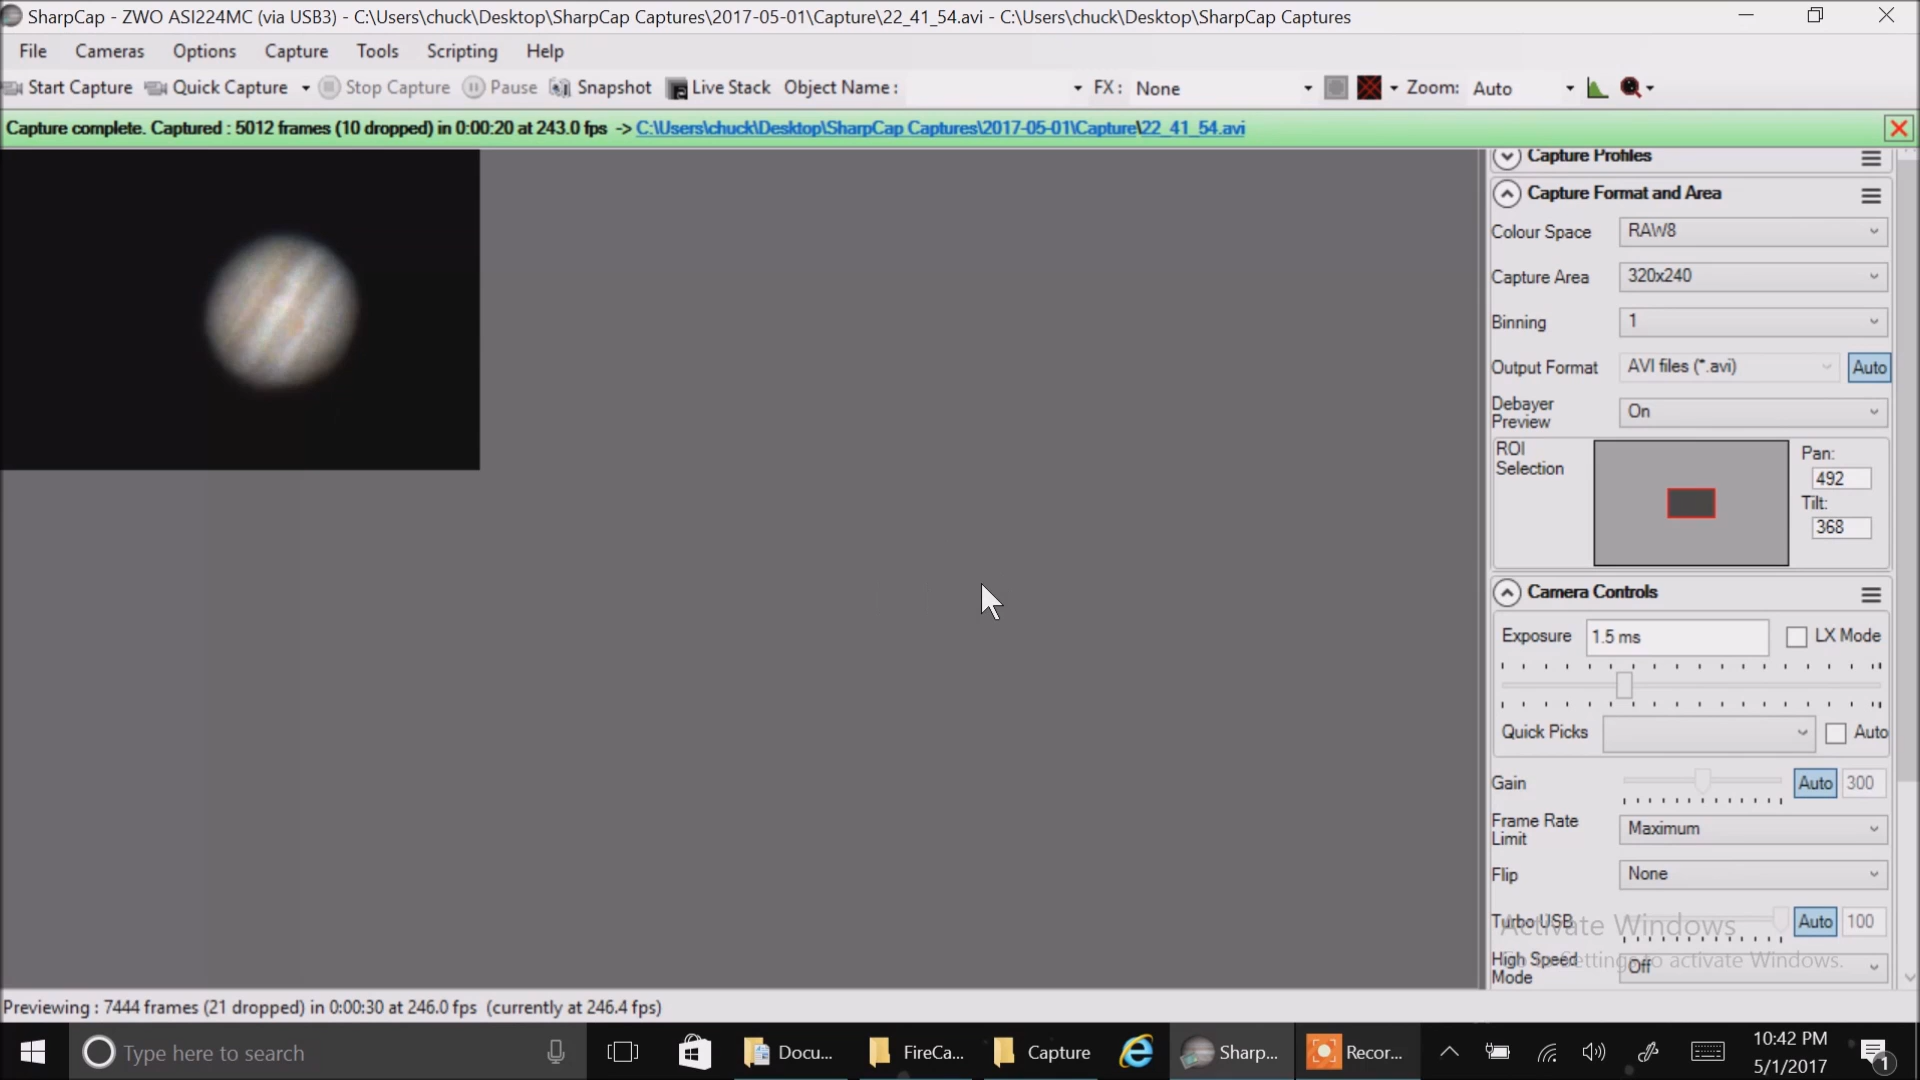 SharpCap - ZWO ASI224MC (via USB3) - C:\Users\chuck\Desktop\SharpCap Captures\2017-05-01\Capture\22_41_54.avi - C:\Users\chuck\Desktop\SharpCap Captures
File Cameras Options Capture Tools Scripting Help
Start Capture Quick Capture Stop Capture Pause Snapshot Live Stack Object Name : FX : None Zoom: Auto
Capture complete. Captured : 5012 frames (10 dropped) in 0:00:20 at 243.0 fps -> C:\Users\chuck\Desktop\SharpCap Captures\2017-05-01\Capture\22_41_54.avi
Capture Profiles
Capture Format and Area
Colour Space RAW8
Capture Area 320x240
Binning 1
Output Format AVI files (*.avi) Auto
Debayer Preview On
ROI Selection
Pan:
492
Tilt:
368
Camera Controls
Exposure 1.5 ms LX Mode
Quick Picks Auto
Gain Auto 300
Frame Rate Limit Maximum
Flip None
Turbo USB Auto 100
High Speed Mode Off
Activate Windows
Go to Settings to activate Windows.
Previewing : 7444 frames (21 dropped) in 0:00:30 at 246.0 fps (currently at 246.4 fps)
Type here to search
Docu...
FireCa...
Capture
Sharp...
Recor...
10:42 PM
5/1/2017
1